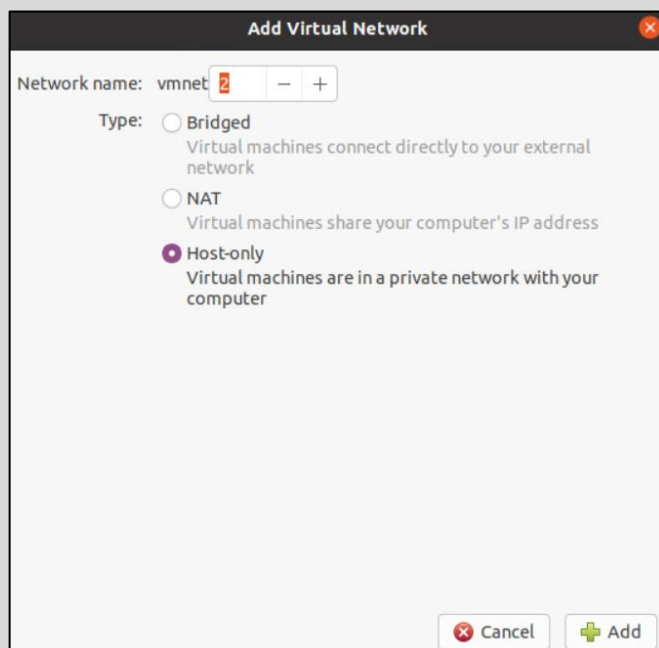 Add Virtual Network
Network name: vmnet 2 − +
Type: Bridged
Virtual machines connect directly to your external
network
NAT
Virtual machines share your computer's IP address
Host-only
Virtual machines are in a private network with your
computer
Cancel Add